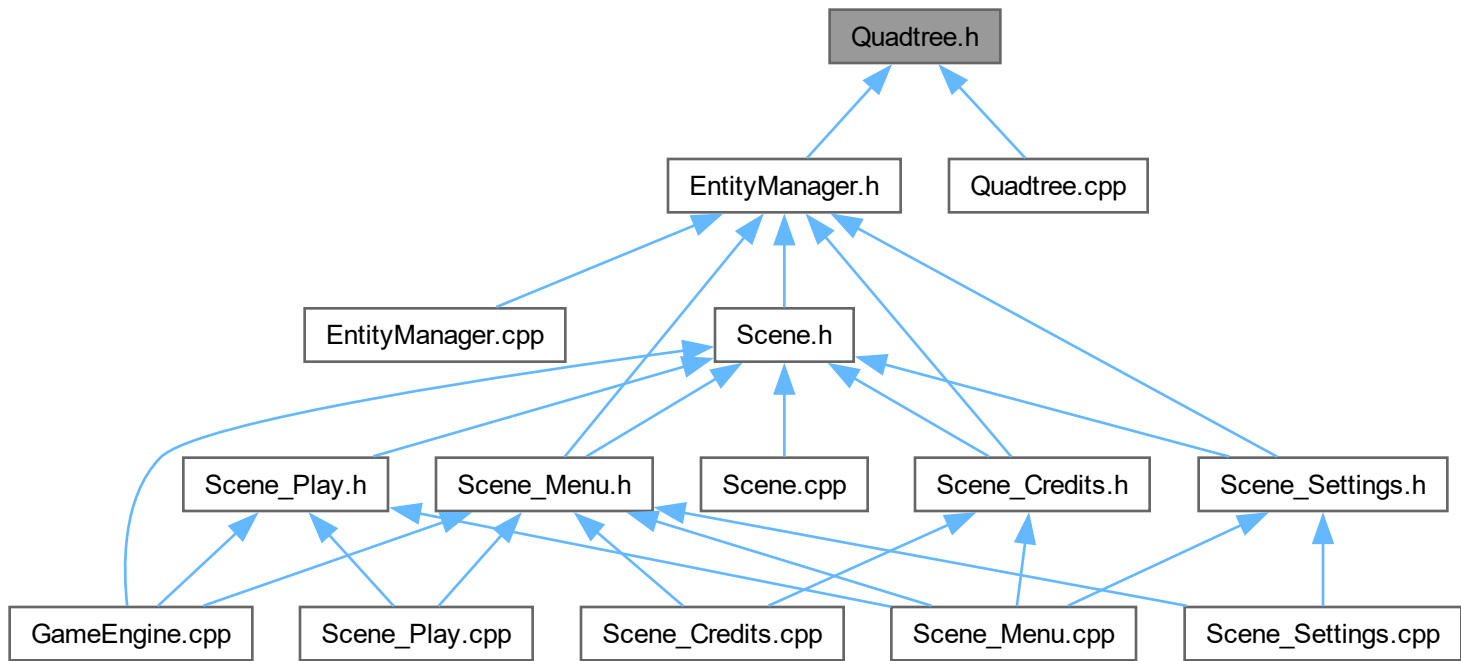 Quadtree.h
EntityManager.h
Quadtree.cpp
EntityManager.cpp
Scene.h
Scene_Play.h
Scene_Menu.h
Scene.cpp
Scene_Credits.h
Scene_Settings.h
GameEngine.cpp
Scene_Play.cpp
Scene_Credits.cpp
Scene_Menu.cpp
Scene_Settings.cpp